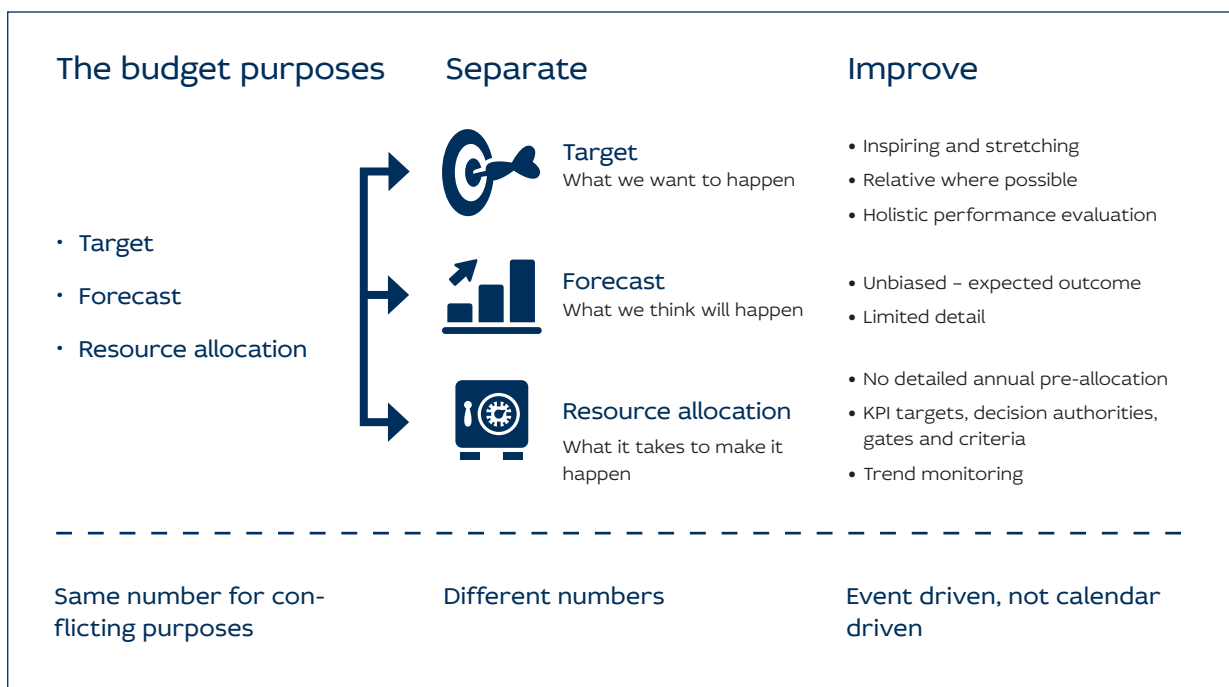 The budget purposes
Separate
Improve
• Target
• Forecast
• Resource allocation
Target
What we want to happen
Forecast
What we think will happen
Resource allocation
What it takes to make it
happen
• Inspiring and stretching
• Relative where possible
• Holistic performance evaluation
• Unbiased – expected outcome
• Limited detail
• No detailed annual pre-allocation
• KPI targets, decision authorities,
gates and criteria
• Trend monitoring
Same number for con-
flicting purposes
Different numbers
Event driven, not calendar
driven